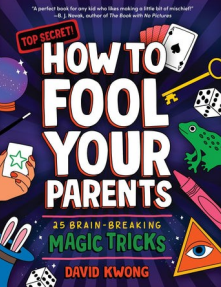 "A perfect book for any kid who likes making a little bit of mischief!"
—B. J. Novak, author of The Book with No Pictures
TOP SECRET!
HOW TO
FOOL
YOUR
PARENTS
25 BRAIN-BREAKING
MAGIC TRICKS
DAVID KWONG